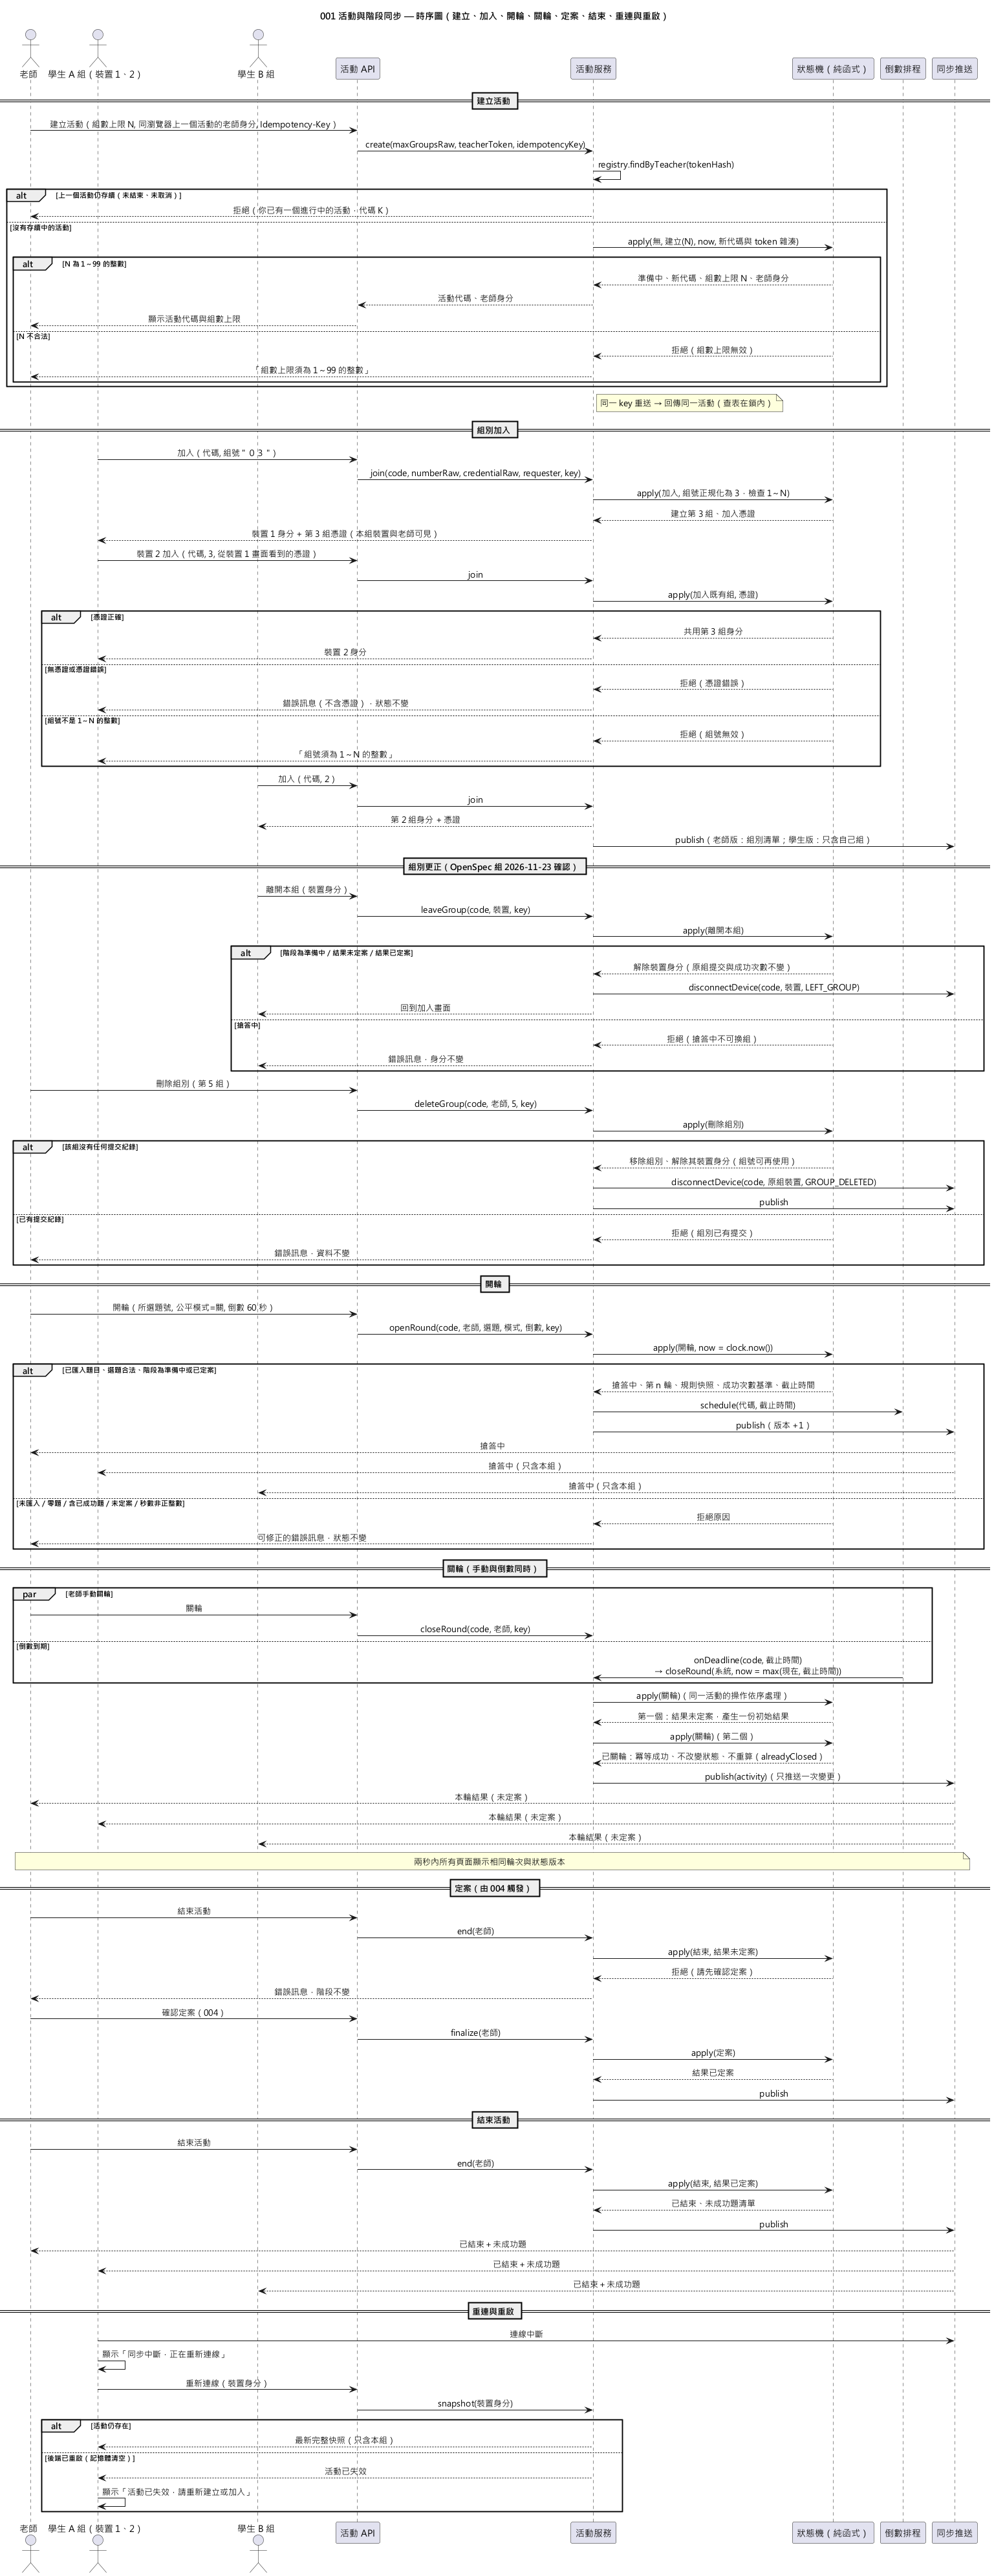 001 活動與階段同步 — 時序圖（建立、加入、開輪、關輪、定案、結束、重連與重啟）
老師
學生 A 組（裝置 1、2）
學生 B 組
活動 API
活動服務
狀態機（純函式）
倒數排程
同步推送
建立活動
建立活動（組數上限 N, 同瀏覽器上一個活動的老師身分, Idempotency-Key）
create(maxGroupsRaw, teacherToken, idempotencyKey)
registry.findByTeacher(tokenHash)
alt [上一個活動仍存續（未結束、未取消）]
拒絕（你已有一個進行中的活動，代碼 K）
[沒有存續中的活動]
apply(無, 建立(N), now, 新代碼與 token 雜湊)
alt [N 為 1～99 的整數]
準備中、新代碼、組數上限 N、老師身分
活動代碼、老師身分
顯示活動代碼與組數上限
[N 不合法]
拒絕（組數上限無效）
「組數上限須為 1～99 的整數」
同一 key 重送 → 回傳同一活動（查表在鎖內）
組別加入
加入（代碼, 組號 "０３"）
join(code, numberRaw, credentialRaw, requester, key)
apply(加入, 組號正規化為 3，檢查 1～N)
建立第 3 組、加入憑證
裝置 1 身分 + 第 3 組憑證（本組裝置與老師可見）
裝置 2 加入（代碼, 3, 從裝置 1 畫面看到的憑證）
join
apply(加入既有組, 憑證)
alt [憑證正確]
共用第 3 組身分
裝置 2 身分
[無憑證或憑證錯誤]
拒絕（憑證錯誤）
錯誤訊息（不含憑證），狀態不變
[組號不是 1～N 的整數]
拒絕（組號無效）
「組號須為 1～N 的整數」
加入（代碼, 2）
join
第 2 組身分 + 憑證
publish（老師版：組別清單；學生版：只含自己組）
組別更正（OpenSpec 組 2026-11-23 確認）
離開本組（裝置身分）
leaveGroup(code, 裝置, key)
apply(離開本組)
alt [階段為準備中 / 結果未定案 / 結果已定案]
解除裝置身分（原組提交與成功次數不變）
disconnectDevice(code, 裝置, LEFT_GROUP)
回到加入畫面
[搶答中]
拒絕（搶答中不可換組）
錯誤訊息，身分不變
刪除組別（第 5 組）
deleteGroup(code, 老師, 5, key)
apply(刪除組別)
alt [該組沒有任何提交紀錄]
移除組別、解除其裝置身分（組號可再使用）
disconnectDevice(code, 原組裝置, GROUP_DELETED)
publish
[已有提交紀錄]
拒絕（組別已有提交）
錯誤訊息，資料不變
開輪
開輪（所選題號, 公平模式=關, 倒數 60 秒）
openRound(code, 老師, 選題, 模式, 倒數, key)
apply(開輪, now = clock.now())
alt [已匯入題目、選題合法、階段為準備中或已定案]
搶答中、第 n 輪、規則快照、成功次數基準、截止時間
schedule(代碼, 截止時間)
publish（版本 +1）
搶答中
搶答中（只含本組）
搶答中（只含本組）
[未匯入 / 零題 / 含已成功題 / 未定案 / 秒數非正整數]
拒絕原因
可修正的錯誤訊息，狀態不變
關輪（手動與倒數同時）
par [老師手動關輪]
關輪
closeRound(code, 老師, key)
[倒數到期]
onDeadline(code, 截止時間)
→ closeRound(系統, now = max(現在, 截止時間))
apply(關輪)（同一活動的操作依序處理）
第一個：結果未定案，產生一份初始結果
apply(關輪)（第二個）
已關輪：冪等成功、不改變狀態、不重算（alreadyClosed）
publish(activity)（只推送一次變更）
本輪結果（未定案）
本輪結果（未定案）
本輪結果（未定案）
兩秒內所有頁面顯示相同輪次與狀態版本
定案（由 004 觸發）
結束活動
end(老師)
apply(結束, 結果未定案)
拒絕（請先確認定案）
錯誤訊息，階段不變
確認定案（004）
finalize(老師)
apply(定案)
結果已定案
publish
結束活動
結束活動
end(老師)
apply(結束, 結果已定案)
已結束、未成功題清單
publish
已結束 + 未成功題
已結束 + 未成功題
已結束 + 未成功題
重連與重啟
連線中斷
顯示「同步中斷，正在重新連線」
重新連線（裝置身分）
snapshot(裝置身分)
alt [活動仍存在]
最新完整快照（只含本組）
[後端已重啟（記憶體清空）]
活動已失效
顯示「活動已失效，請重新建立或加入」
老師
學生 A 組（裝置 1、2）
學生 B 組
活動 API
活動服務
狀態機（純函式）
倒數排程
同步推送